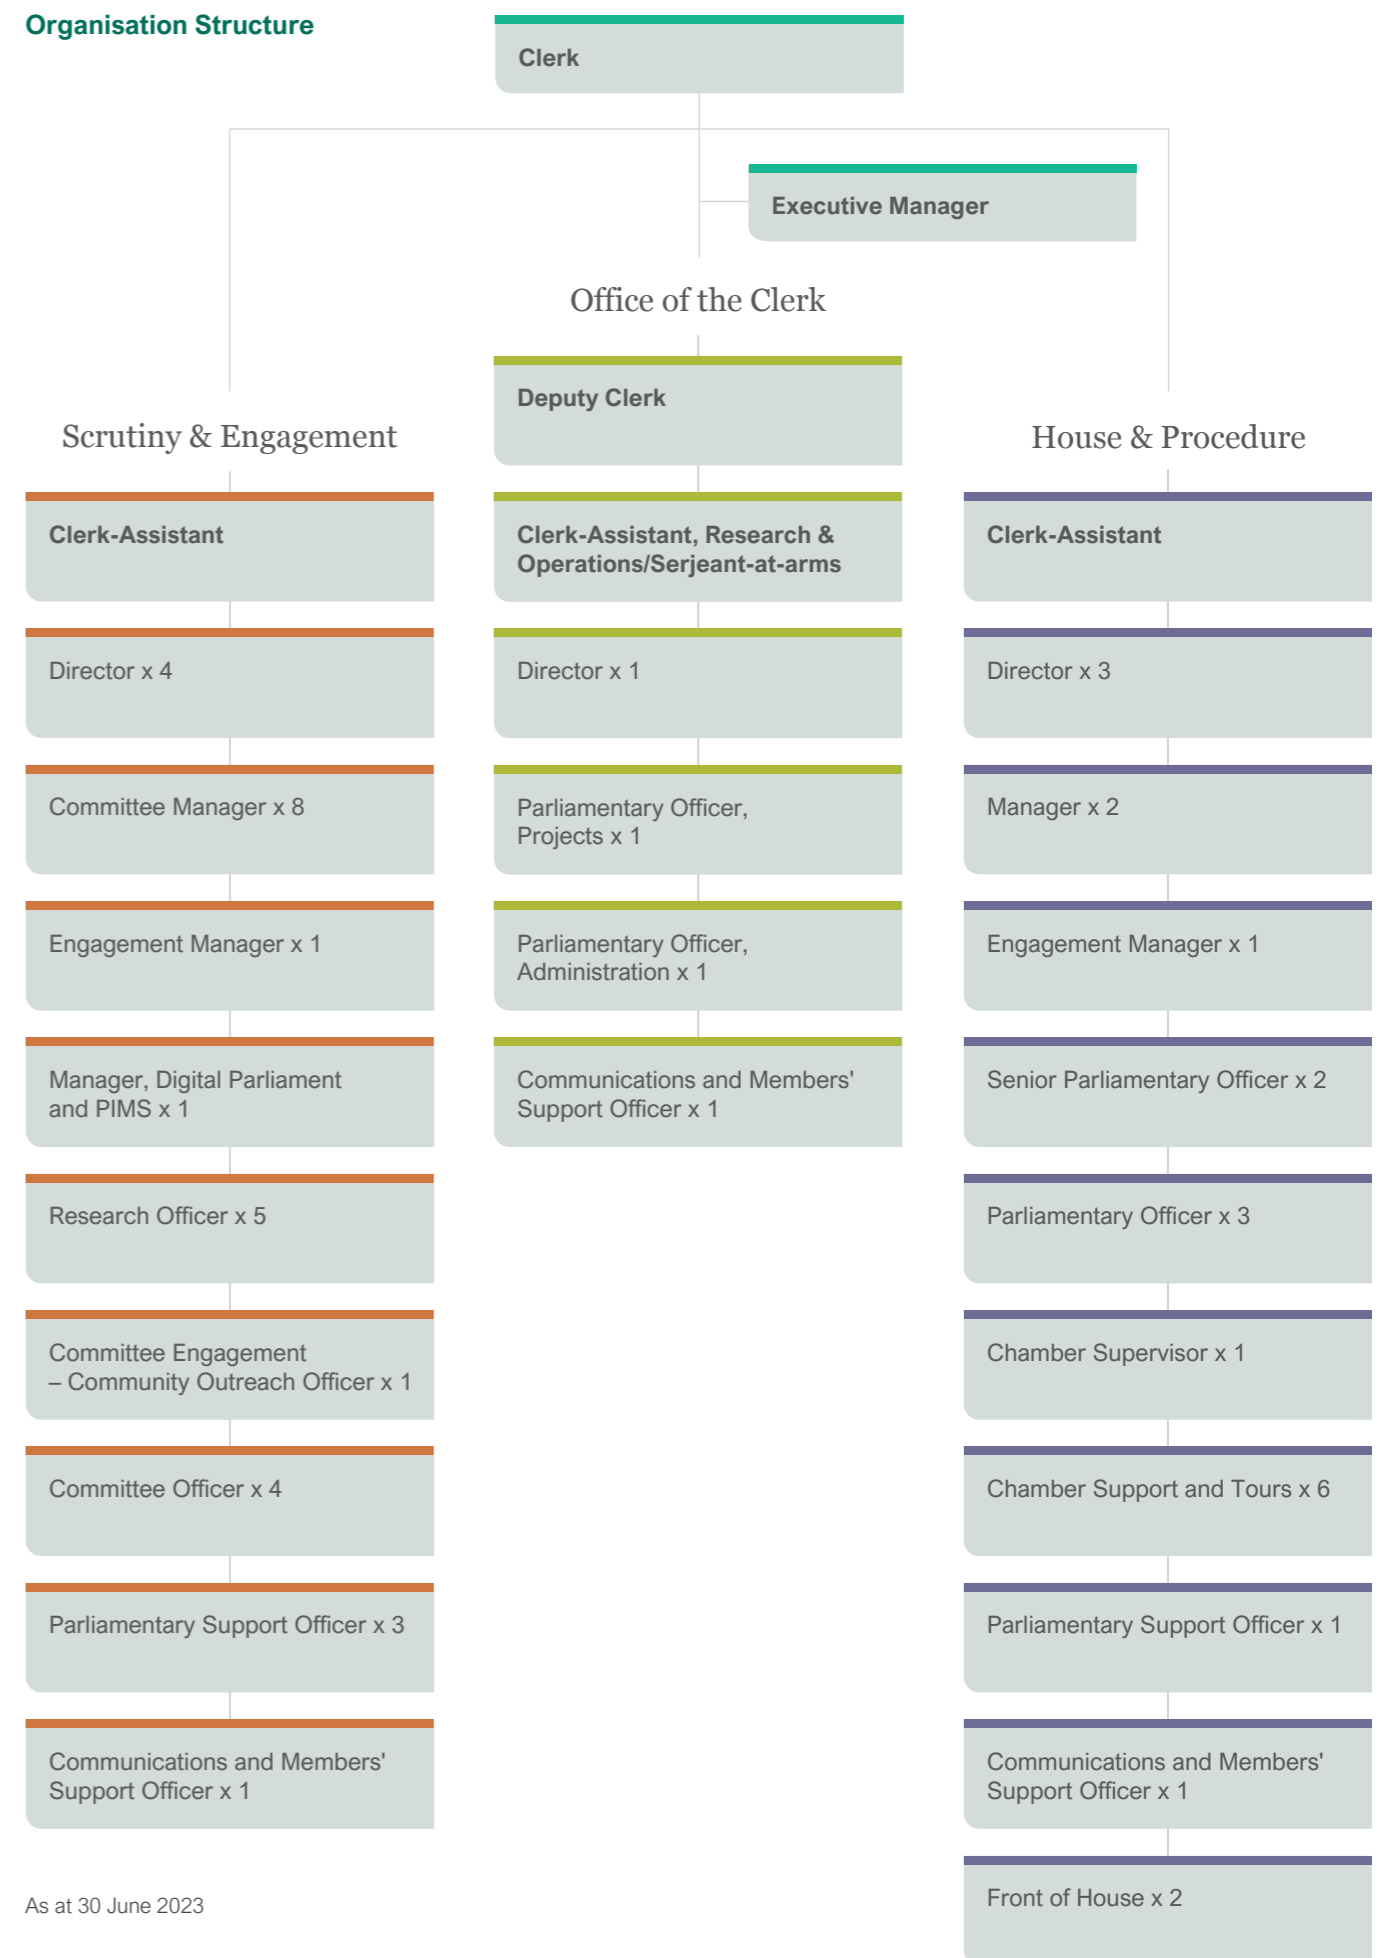 Organisation Structure
Clerk
Executive Manager
Office of the Clerk
Deputy Clerk
Clerk-Assistant, Research &
Operations/Serjeant-at-arms
Director x 1
Parliamentary Officer,
Projects x 1
Parliamentary Officer,
Administration x 1
Communications and Members'
Support Officer x 1
Scrutiny & Engagement
Clerk-Assistant
Director x 4
Committee Manager x 8
Engagement Manager x 1
Manager, Digital Parliament
and PIMS x 1
Research Officer x 5
Committee Engagement
– Community Outreach Officer x 1
Committee Officer x 4
Parliamentary Support Officer x 3
Communications and Members'
Support Officer x 1
House & Procedure
Clerk-Assistant
Director x 3
Manager x 2
Engagement Manager x 1
Senior Parliamentary Officer x 2
Parliamentary Officer x 3
Chamber Supervisor x 1
Chamber Support and Tours x 6
Parliamentary Support Officer x 1
Communications and Members'
Support Officer x 1
Front of House x 2
As at 30 June 2023